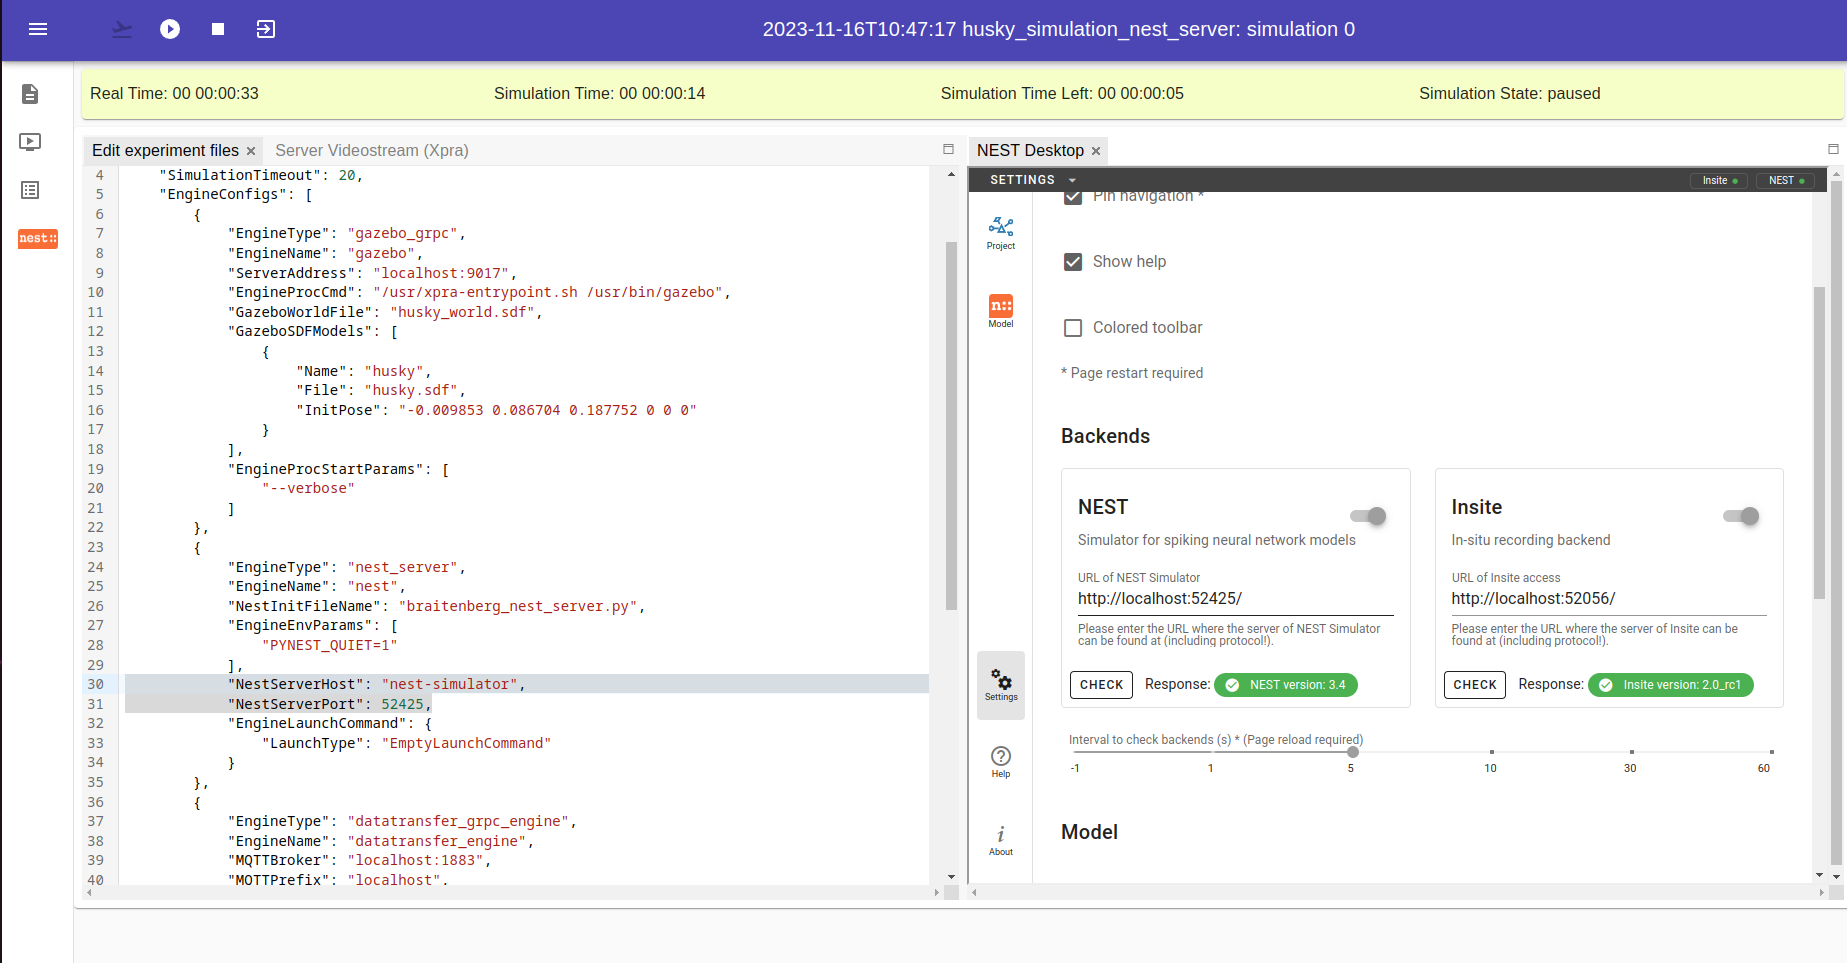 2023-11-16T10:47:17 husky_simulation_nest_server: simulation 0
Real Time: 00 00:00:33
Simulation Time: 00 00:00:14
Simulation Time Left: 00 00:00:05
Simulation State: paused
nest::
Edit experiment files ×
Server Videostream (Xpra)
4 "SimulationTimeout": 20,
5 "EngineConfigs": [
6 {
7 "EngineType": "gazebo_grpc",
8 "EngineName": "gazebo",
9 "ServerAddress": "localhost:9017",
10 "EngineProcCmd": "/usr/xpra-entrypoint.sh /usr/bin/gazebo",
11 "GazeboWorldFile": "husky_world.sdf",
12 "GazeboSDFModels": [
13 {
14 "Name": "husky",
15 "File": "husky.sdf",
16 "InitPose": "-0.009853 0.086704 0.187752 0 0 0"
17 }
18 ],
19 "EngineProcStartParams": [
20 "--verbose"
21 ]
22 },
23 {
24 "EngineType": "nest_server",
25 "EngineName": "nest",
26 "NestInitFileName": "braitenberg_nest_server.py",
27 "EngineEnvParams": [
28 "PYNEST_QUIET=1"
29 ],
30 "NestServerHost": "nest-simulator",
31 "NestServerPort": 52425,
32 "EngineLaunchCommand": {
33 "LaunchType": "EmptyLaunchCommand"
34 }
35 },
36 {
37 "EngineType": "datatransfer_grpc_engine",
38 "EngineName": "datatransfer_engine",
39 "MQTTBroker": "localhost:1883",
40 "MQTTPrefix": "localhost",
NEST Desktop ×
SETTINGS
Insite
NEST
Project
n::
Model
Settings
Help
i
About
Pin navigation *
Show help
Colored toolbar
* Page restart required
Backends
NEST
Simulator for spiking neural network models
URL of NEST Simulator
http://localhost:52425/
Please enter the URL where the server of NEST Simulator
can be found at (including protocol!).
CHECK
Response:
NEST version: 3.4
Insite
In-situ recording backend
URL of Insite access
http://localhost:52056/
Please enter the URL where the server of Insite can be
found at (including protocol!).
CHECK
Response:
Insite version: 2.0_rc1
Interval to check backends (s) * (Page reload required)
-1 1 5 10 30 60
Model